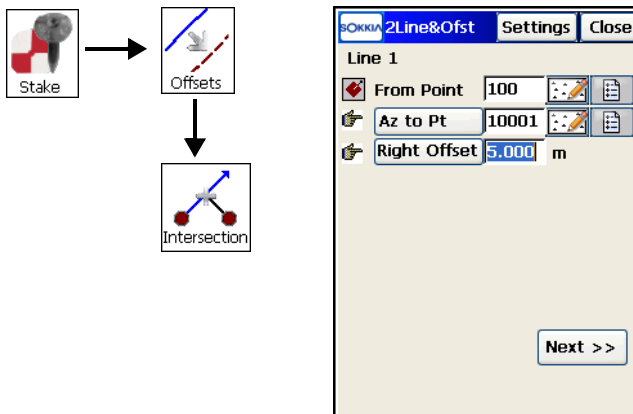 Stake
Offsets
Intersection
SOKKIA 2Line&Ofst Settings Close
Line 1
From Point 100
Az to Pt 10001
Right Offset 5.000 m
Next >>